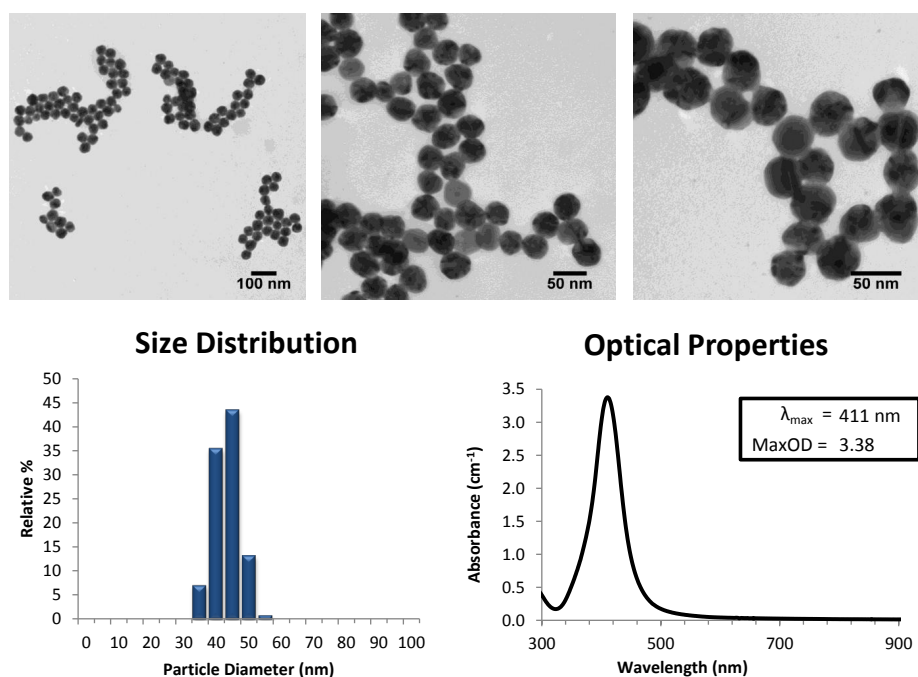 100 nm
50 nm
50 nm
Size Distribution
Relative %
50
45
40
35
30
25
20
15
10
5
0
0 10 20 30 40 50 60 70 80 90 100
Particle Diameter (nm)
Optical Properties
Absorbance (cm⁻¹)
3.5
3.0
2.5
2.0
1.5
1.0
0.5
0.0
300 500 700 900
Wavelength (nm)
λmax = 411 nm
MaxOD = 3.38